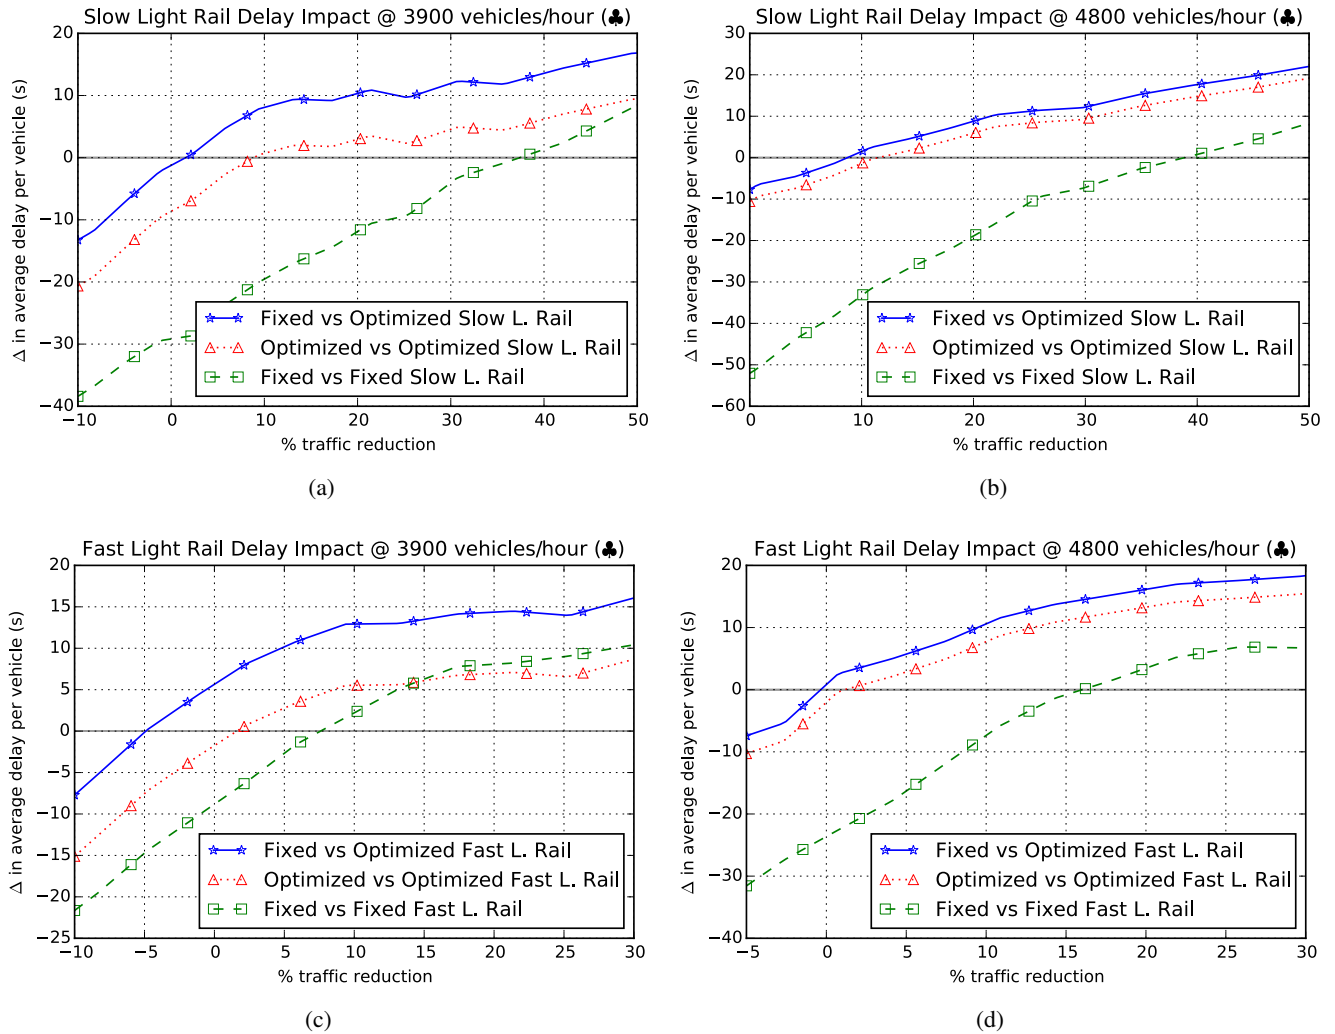 Slow Light Rail Delay Impact @ 3900 vehicles/hour (♣)
Δ in average delay per vehicle (s)
20
10
0
−10
−20
−30
−40
Fixed vs Optimized Slow L. Rail
Optimized vs Optimized Slow L. Rail
Fixed vs Fixed Slow L. Rail
−10 0 10 20 30 40 50
% traffic reduction
(a)
Slow Light Rail Delay Impact @ 4800 vehicles/hour (♣)
Δ in average delay per vehicle (s)
30
20
10
0
−10
−20
−30
−40
−50
−60
Fixed vs Optimized Slow L. Rail
Optimized vs Optimized Slow L. Rail
Fixed vs Fixed Slow L. Rail
0 10 20 30 40 50
% traffic reduction
(b)
Fast Light Rail Delay Impact @ 3900 vehicles/hour (♣)
Δ in average delay per vehicle (s)
20
15
10
5
0
−5
−10
−15
−20
−25
Fixed vs Optimized Fast L. Rail
Optimized vs Optimized Fast L. Rail
Fixed vs Fixed Fast L. Rail
−10 −5 0 5 10 15 20 25 30
% traffic reduction
(c)
Fast Light Rail Delay Impact @ 4800 vehicles/hour (♣)
Δ in average delay per vehicle (s)
20
10
0
−10
−20
−30
−40
Fixed vs Optimized Fast L. Rail
Optimized vs Optimized Fast L. Rail
Fixed vs Fixed Fast L. Rail
−5 0 5 10 15 20 25 30
% traffic reduction
(d)